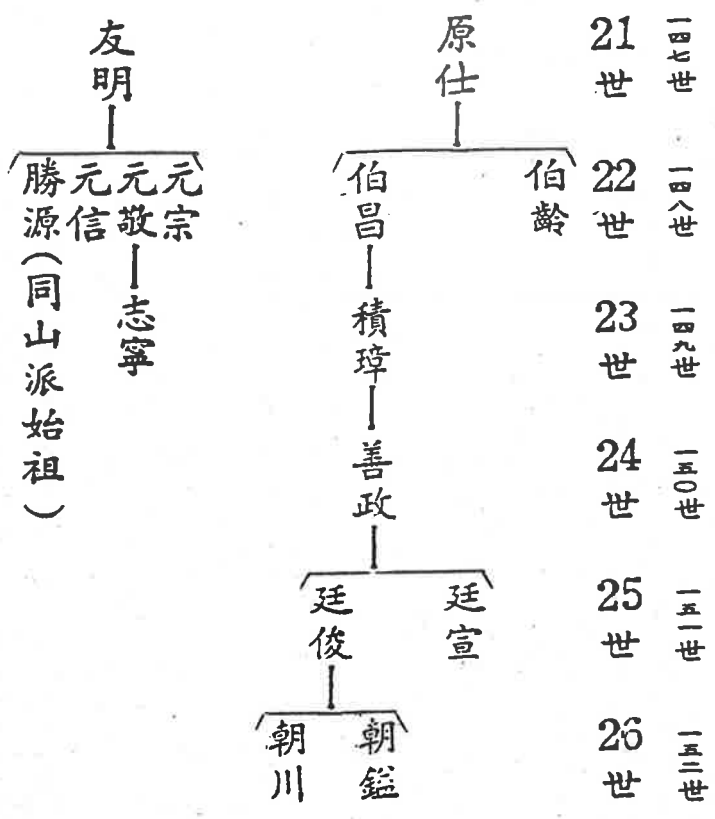 一四七世
21世
原仕
友明
一四八世
22世
伯齡
伯昌
元宗
元敬
元信
勝源(同山派始祖)
一四九世
23世
積璋
志寧
一五〇世
24世
善政
一五一世
25世
廷宣
廷俊
一五二世
26世
朝鎰
朝川